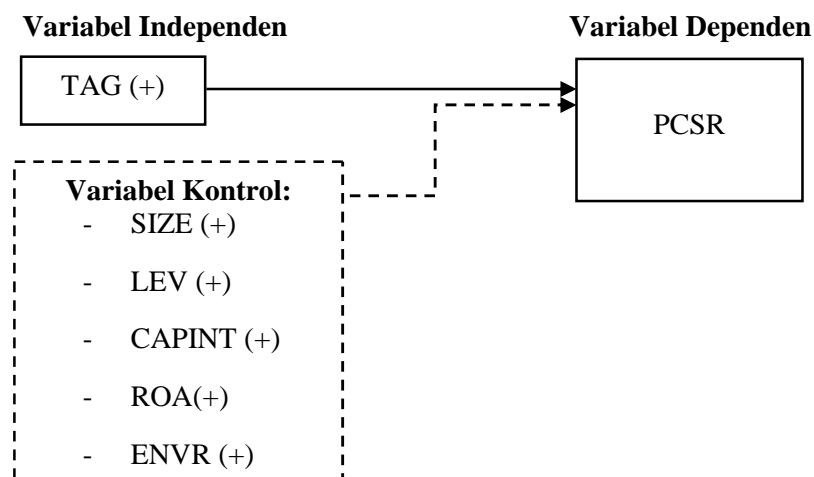 Variabel Independen
Variabel Dependen
TAG (+)
PCSR
Variabel Kontrol:
- SIZE (+)
- LEV (+)
- CAPINT (+)
- ROA(+)
- ENVR (+)